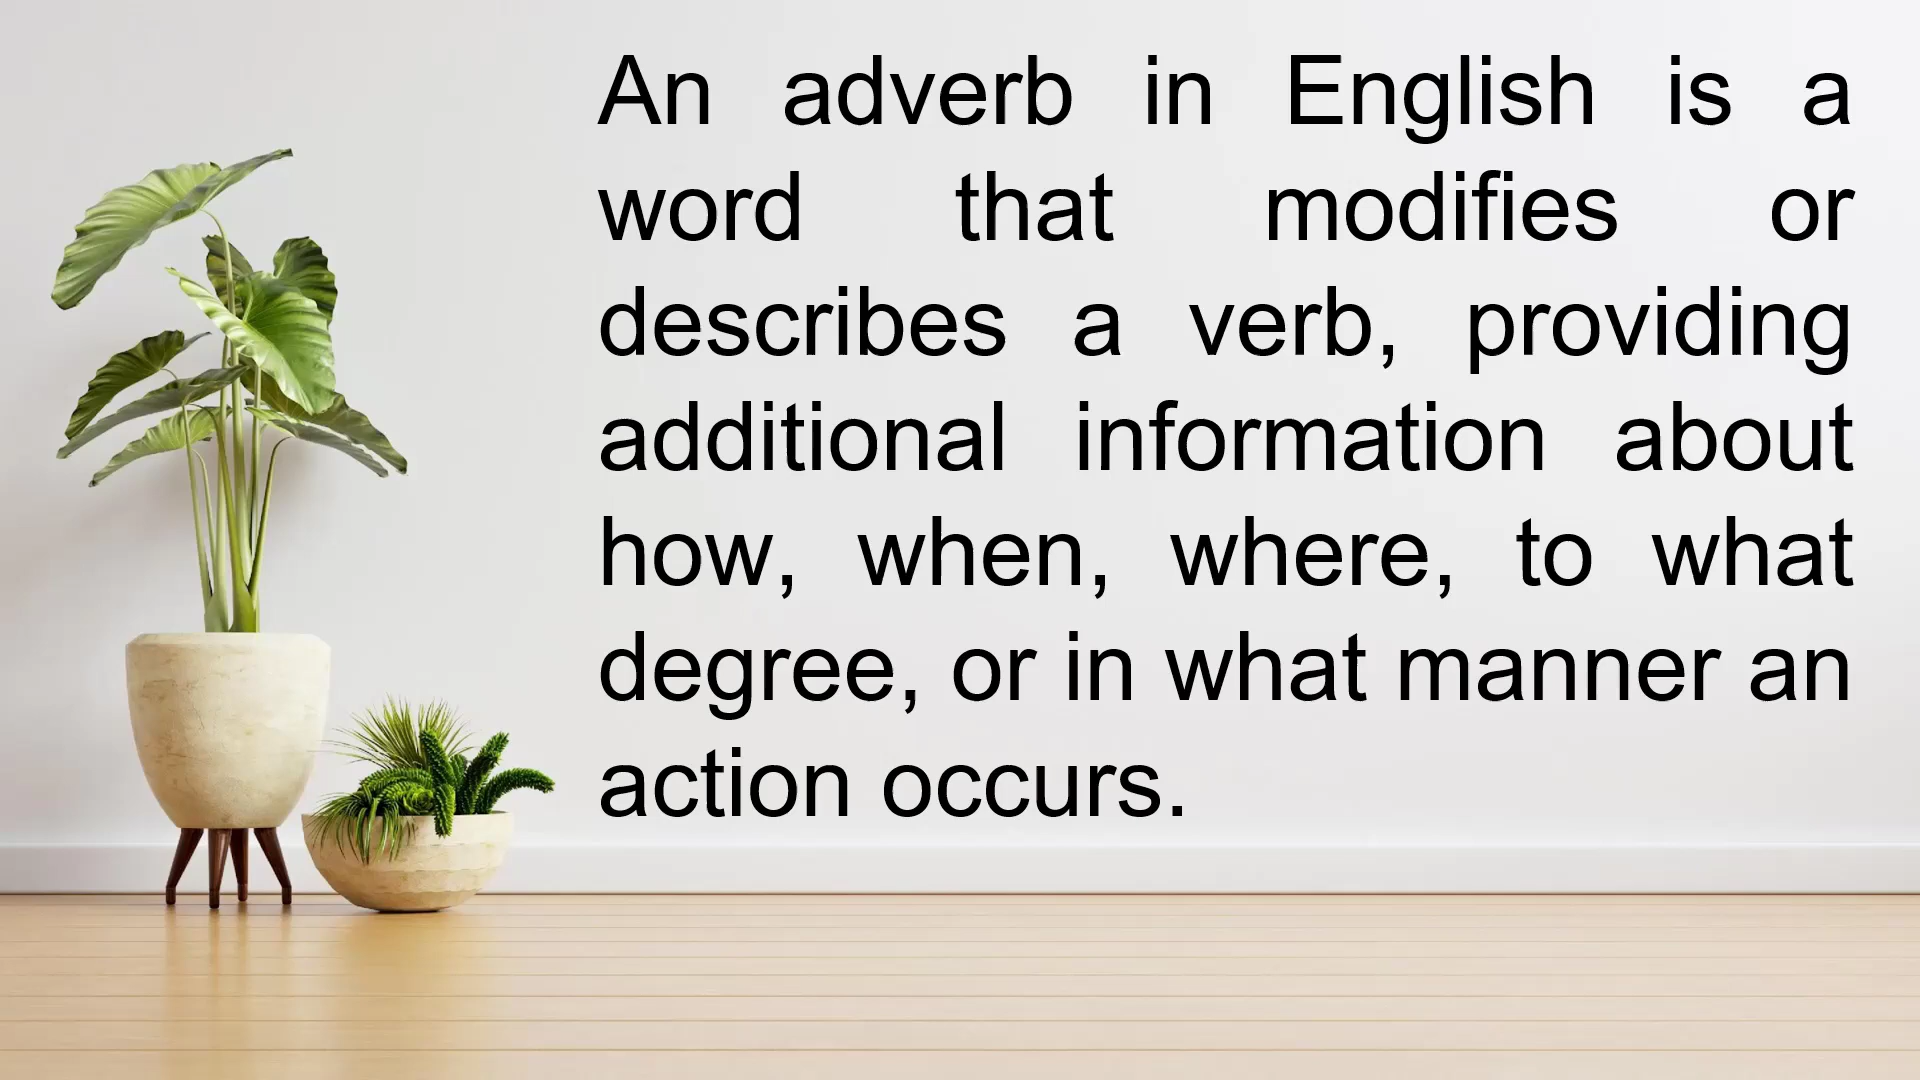 An adverb in English is a
word that modifies or
describes a verb, providing
additional information about
how, when, where, to what
degree, or in what manner an
action occurs.